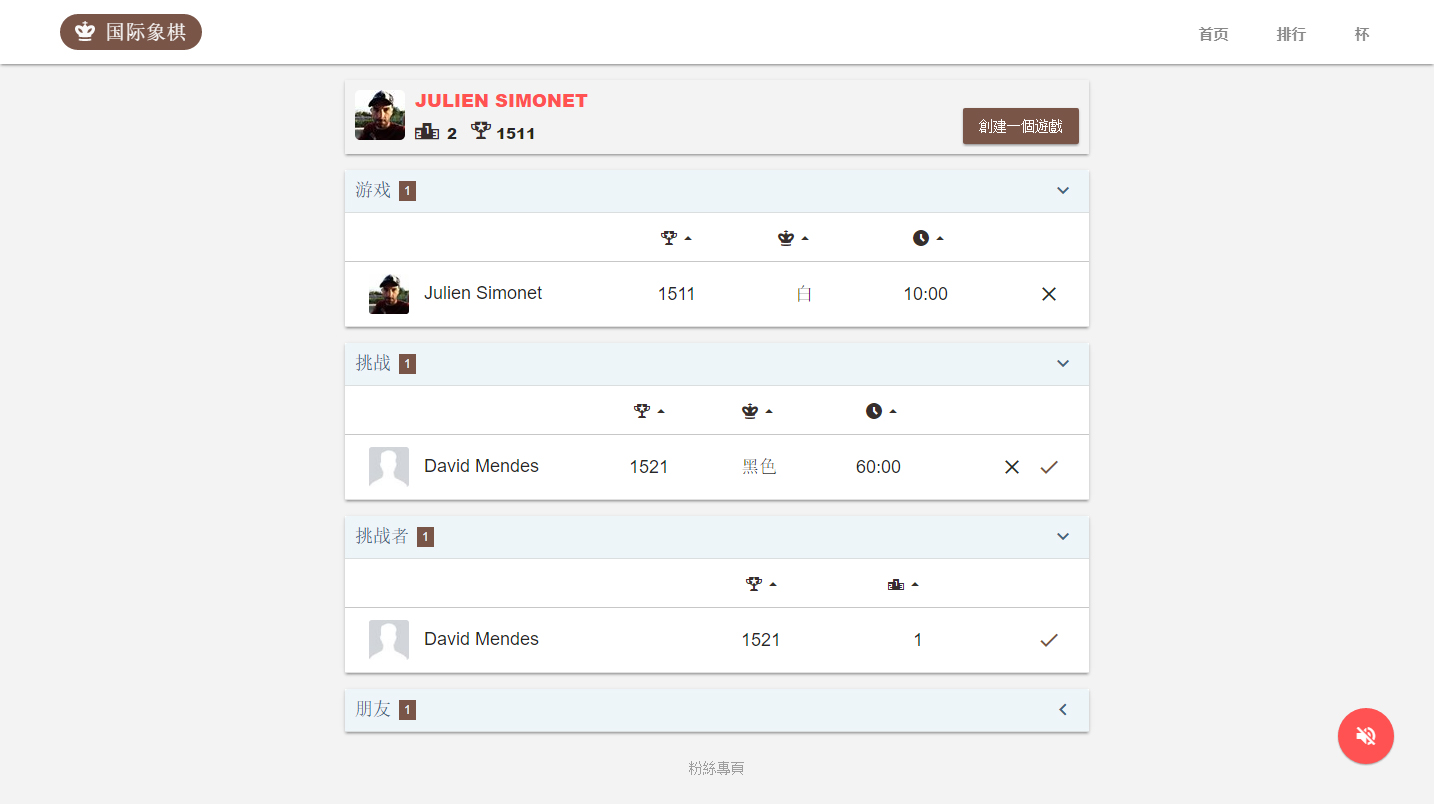 国际象棋
首页 排行 杯
JULIEN SIMONET
2 1511
創建一個遊戲
游戏 1
Julien Simonet 1511 白 10:00
挑战 1
David Mendes 1521 黑色 60:00
挑战者 1
David Mendes 1521 1
朋友 1
粉絲專頁